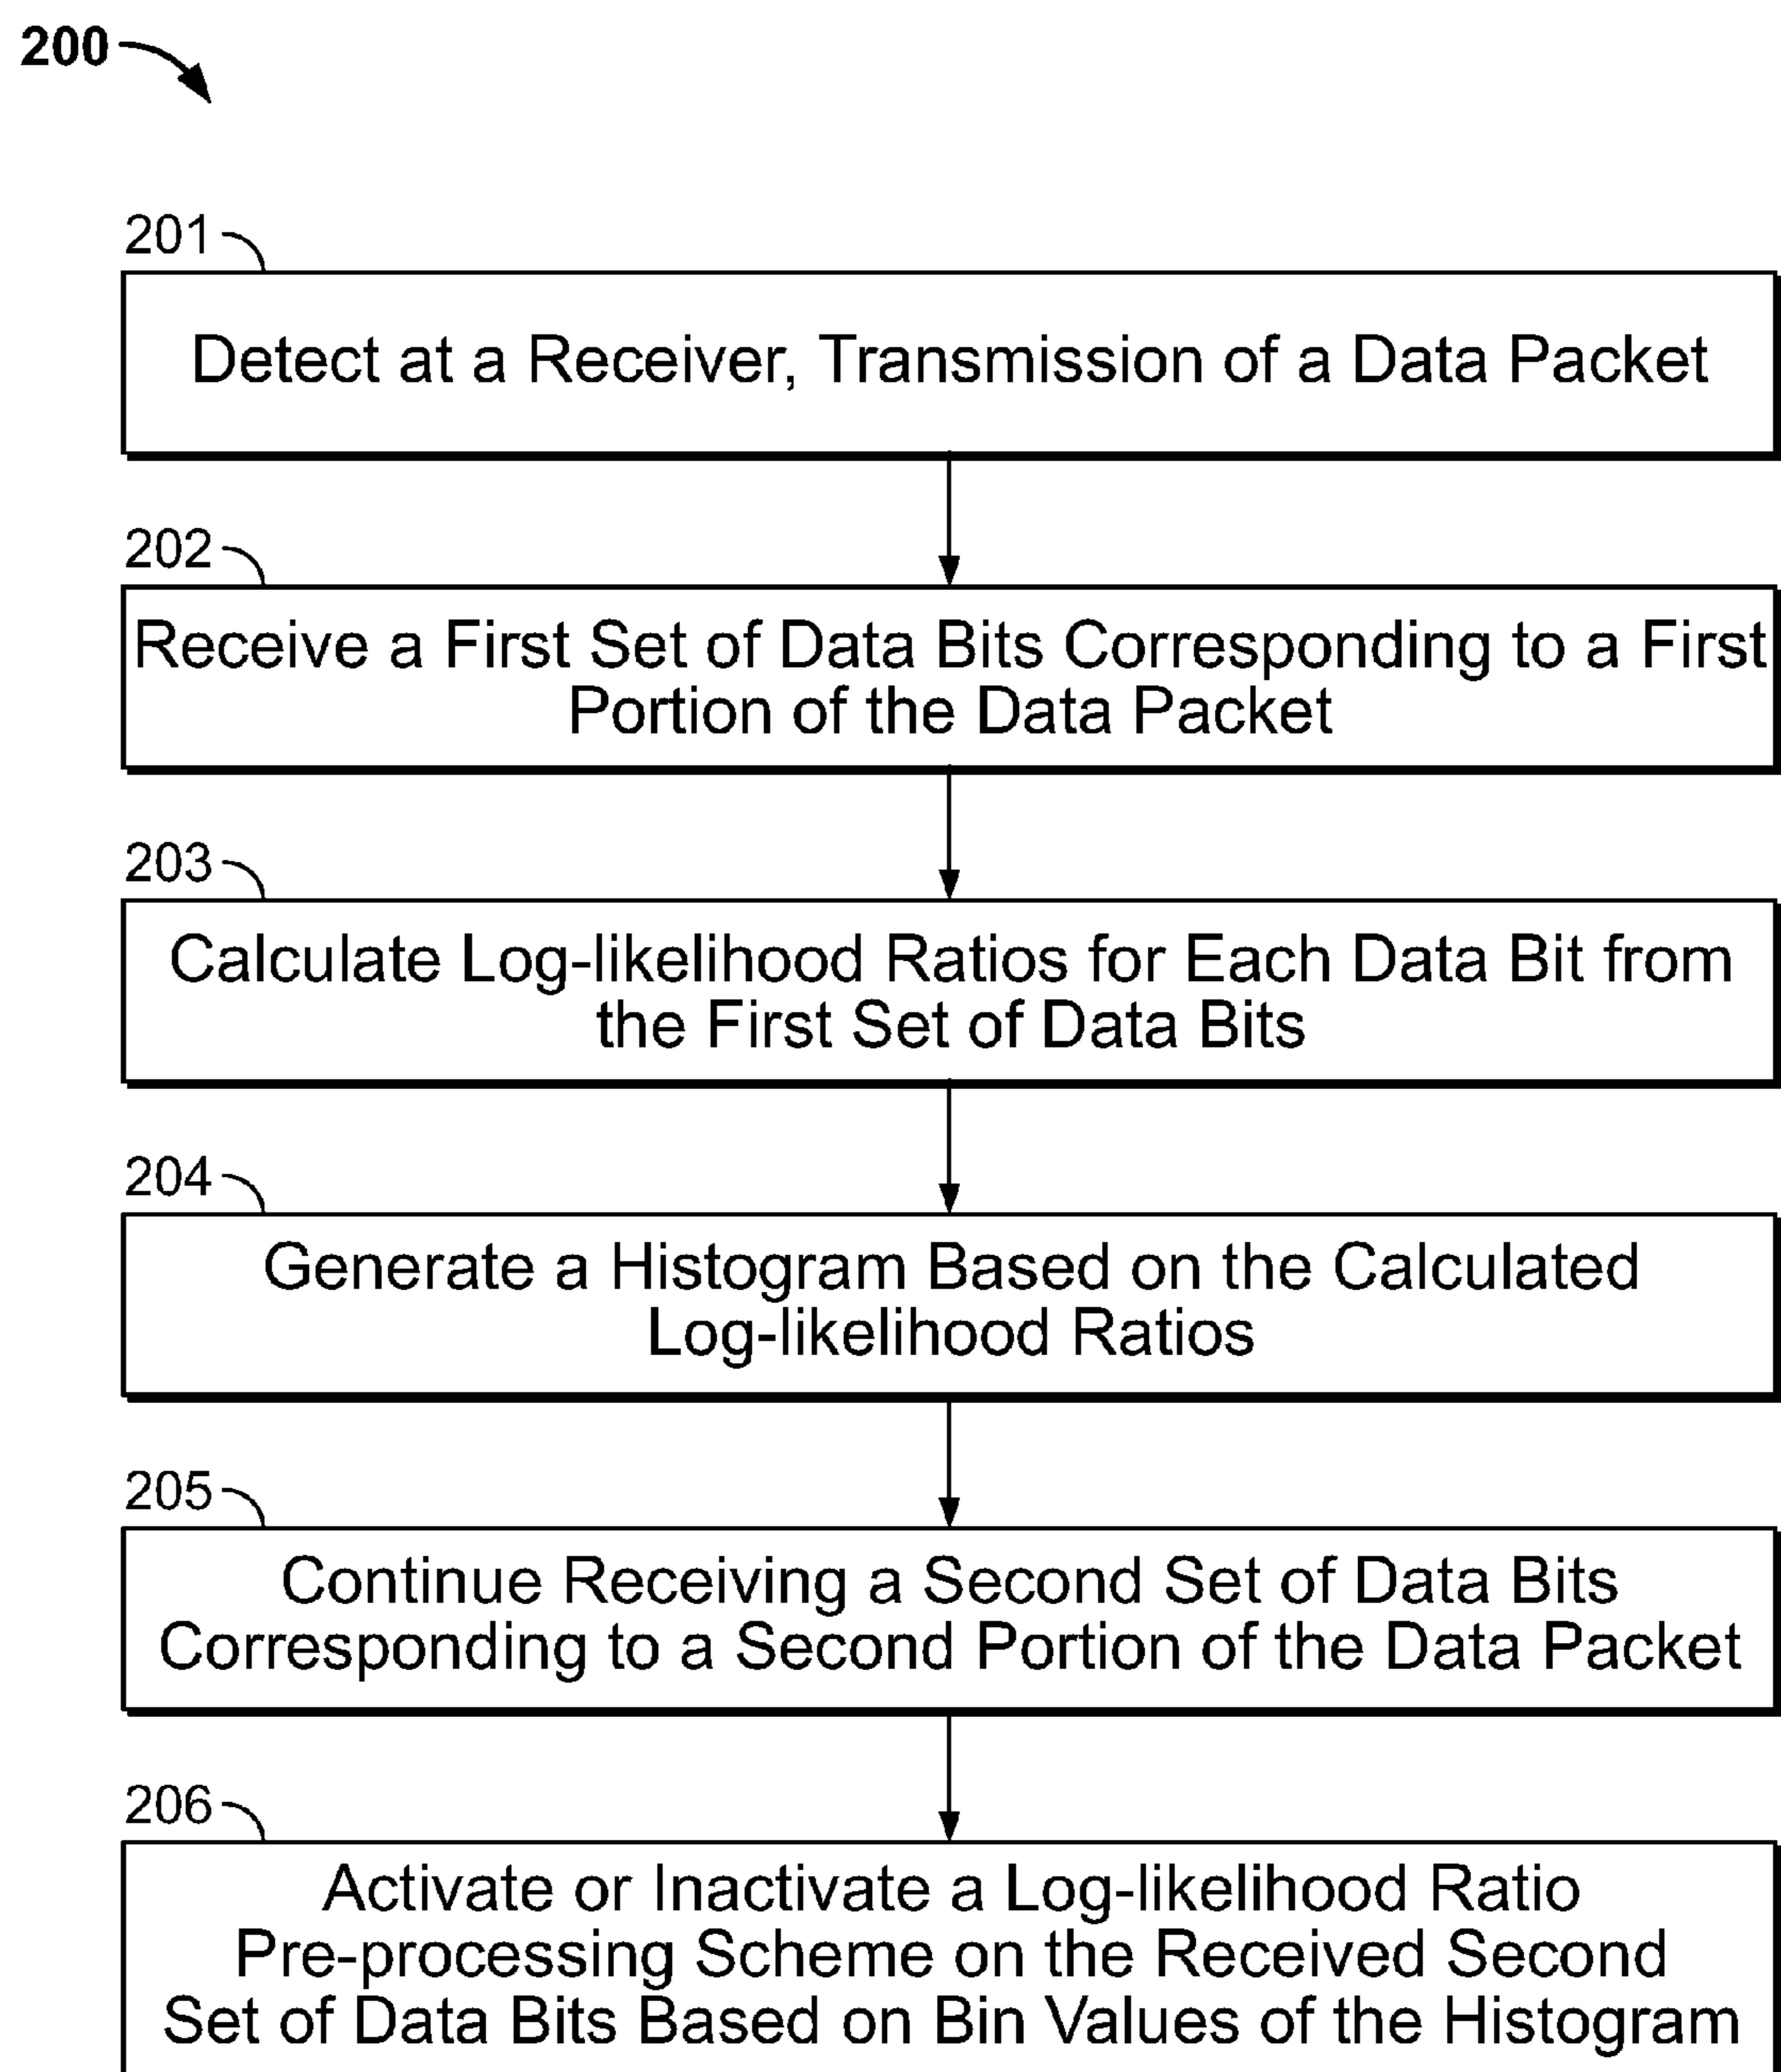 200
201
Detect at a Receiver, Transmission of a Data Packet
202
Receive a First Set of Data Bits Corresponding to a First
Portion of the Data Packet
203
Calculate Log-likelihood Ratios for Each Data Bit from
the First Set of Data Bits
204
Generate a Histogram Based on the Calculated
Log-likelihood Ratios
205
Continue Receiving a Second Set of Data Bits
Corresponding to a Second Portion of the Data Packet
206
Activate or Inactivate a Log-likelihood Ratio
Pre-processing Scheme on the Received Second
Set of Data Bits Based on Bin Values of the Histogram